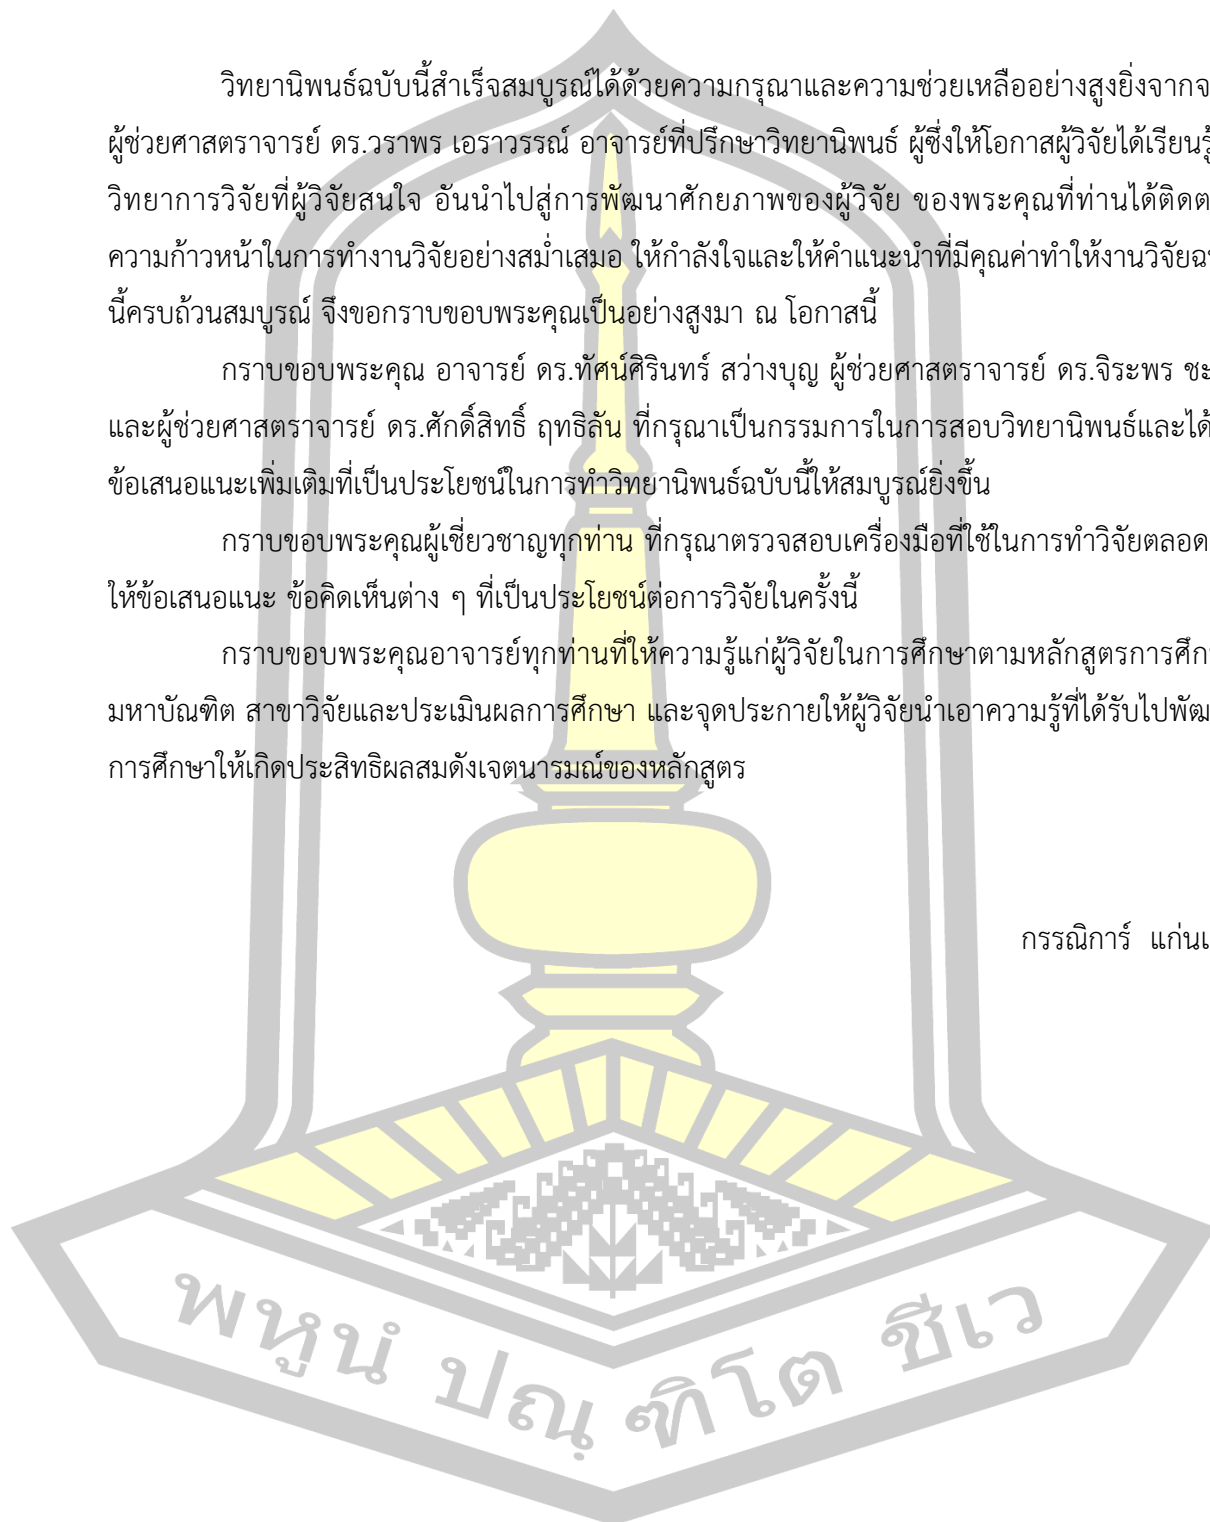 วิทยานิพนธ์ฉบับนี้สำเร็จสมบูรณ์ได้ด้วยความกรุณาและความช่วยเหลืออย่างสูงยิ่งจาก
ผู้ช่วยศาสตราจารย์ ดร.วราพร เอราวรรณ์ อาจารย์ที่ปรึกษาวิทยานิพนธ์ ผู้ซึ่งให้โอกาสผู้วิจัยได้เรียนรู้
วิทยาการวิจัยที่ผู้วิจัยสนใจ อันนำไปสู่การพัฒนาศักยภาพของผู้วิจัย ของพระคุณที่ท่านได้ติดต
ความก้าวหน้าในการทำงานวิจัยอย่างสม่ำเสมอ ให้กำลังใจและให้คำแนะนำที่มีคุณค่าทำให้งานวิจัย
นี้ครบถ้วนสมบูรณ์ จึงขอกราบขอบพระคุณเป็นอย่างสูงมา ณ โอกาสนี้
กราบขอบพระคุณ อาจารย์ ดร.ทัศน์ศิรินทร์ สว่างบุญ ผู้ช่วยศาสตราจารย์ ดร.จิระพร ชะ
และผู้ช่วยศาสตราจารย์ ดร.ศักดิ์สิทธิ์ ฤทธิลัน ที่กรุณาเป็นกรรมการในการสอบวิทยานิพนธ์และได้
ข้อเสนอแนะเพิ่มเติมที่เป็นประโยชน์ในการทำวิทยานิพนธ์ฉบับนี้ให้สมบูรณ์ยิ่งขึ้น
กราบขอบพระคุณผู้เชี่ยวชาญทุกท่าน ที่กรุณาตรวจสอบเครื่องมือที่ใช้ในการทำวิจัยตลอด
ให้ข้อเสนอแนะ ข้อคิดเห็นต่าง ๆ ที่เป็นประโยชน์ต่อการวิจัยในครั้งนี้
กราบขอบพระคุณอาจารย์ทุกท่านที่ให้ความรู้แก่ผู้วิจัยในการศึกษาตามหลักสูตรการศึก
มหาบัณฑิต สาขาวิจัยและประเมินผลการศึกษา และจุดประกายให้ผู้วิจัยนำเอาความรู้ที่ได้รับไปพัฒ
การศึกษาให้เกิดประสิทธิผลสมดังเจตนารมณ์ของหลักสูตร
กรรณิการ์ แก่น
พหูนํ ปณฺฑิโต ชีเว